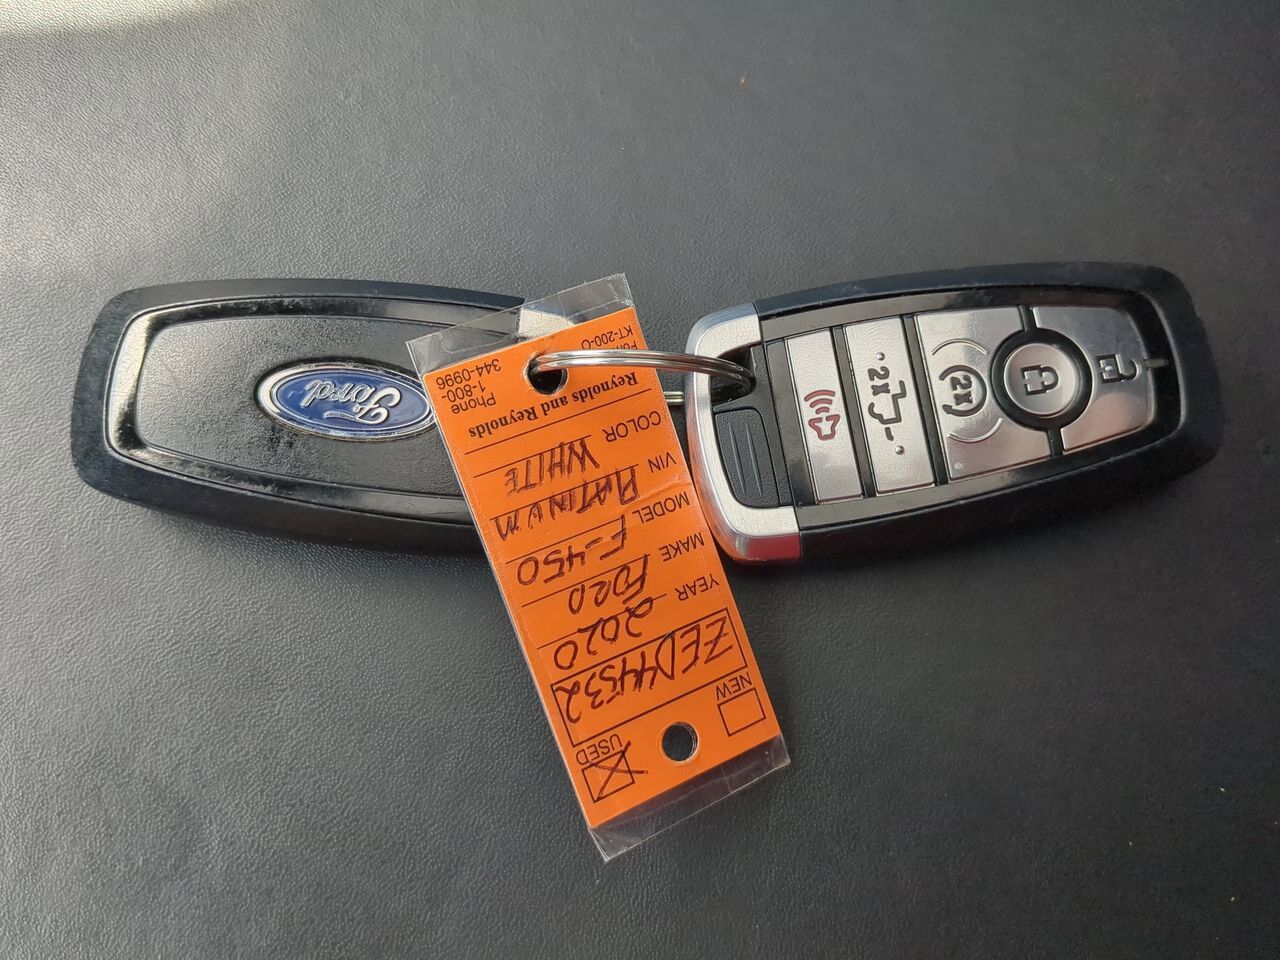 NEW
USED
ZED44532
YEAR 2020
MAKE FORD
MODEL F-450
VIN PLATINUM
COLOR WHITE
Reynolds and Reynolds
KT-200-O
Phone
1-800-
344-0996
Ford
2x
2x